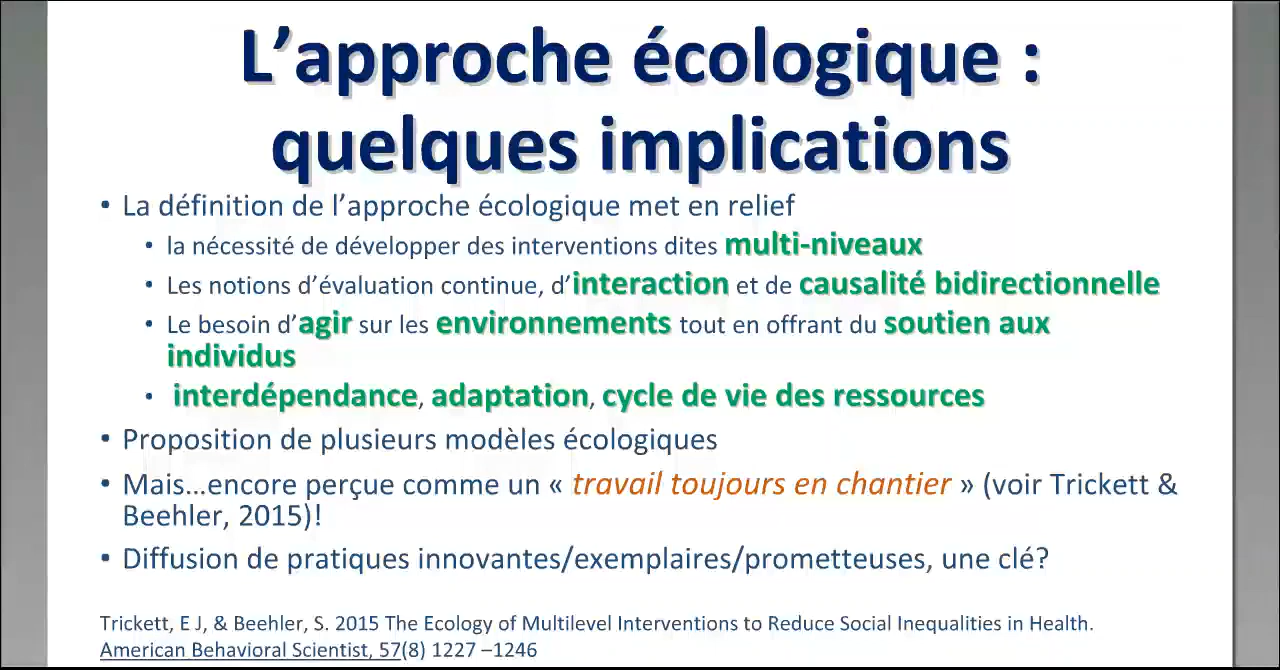 L’approche écologique :
quelques implications
• La définition de l’approche écologique met en relief
• la nécessité de développer des interventions dites multi-niveaux
• Les notions d’évaluation continue, d’interaction et de causalité bidirectionnelle
• Le besoin d’agir sur les environnements tout en offrant du soutien aux
individus
• interdépendance, adaptation, cycle de vie des ressources
• Proposition de plusieurs modèles écologiques
• Mais…encore perçue comme un « travail toujours en chantier » (voir Trickett &
Beehler, 2015)!
• Diffusion de pratiques innovantes/exemplaires/prometteuses, une clé?
Trickett, E J, & Beehler, S. 2015 The Ecology of Multilevel Interventions to Reduce Social Inequalities in Health.
American Behavioral Scientist, 57(8) 1227 –1246